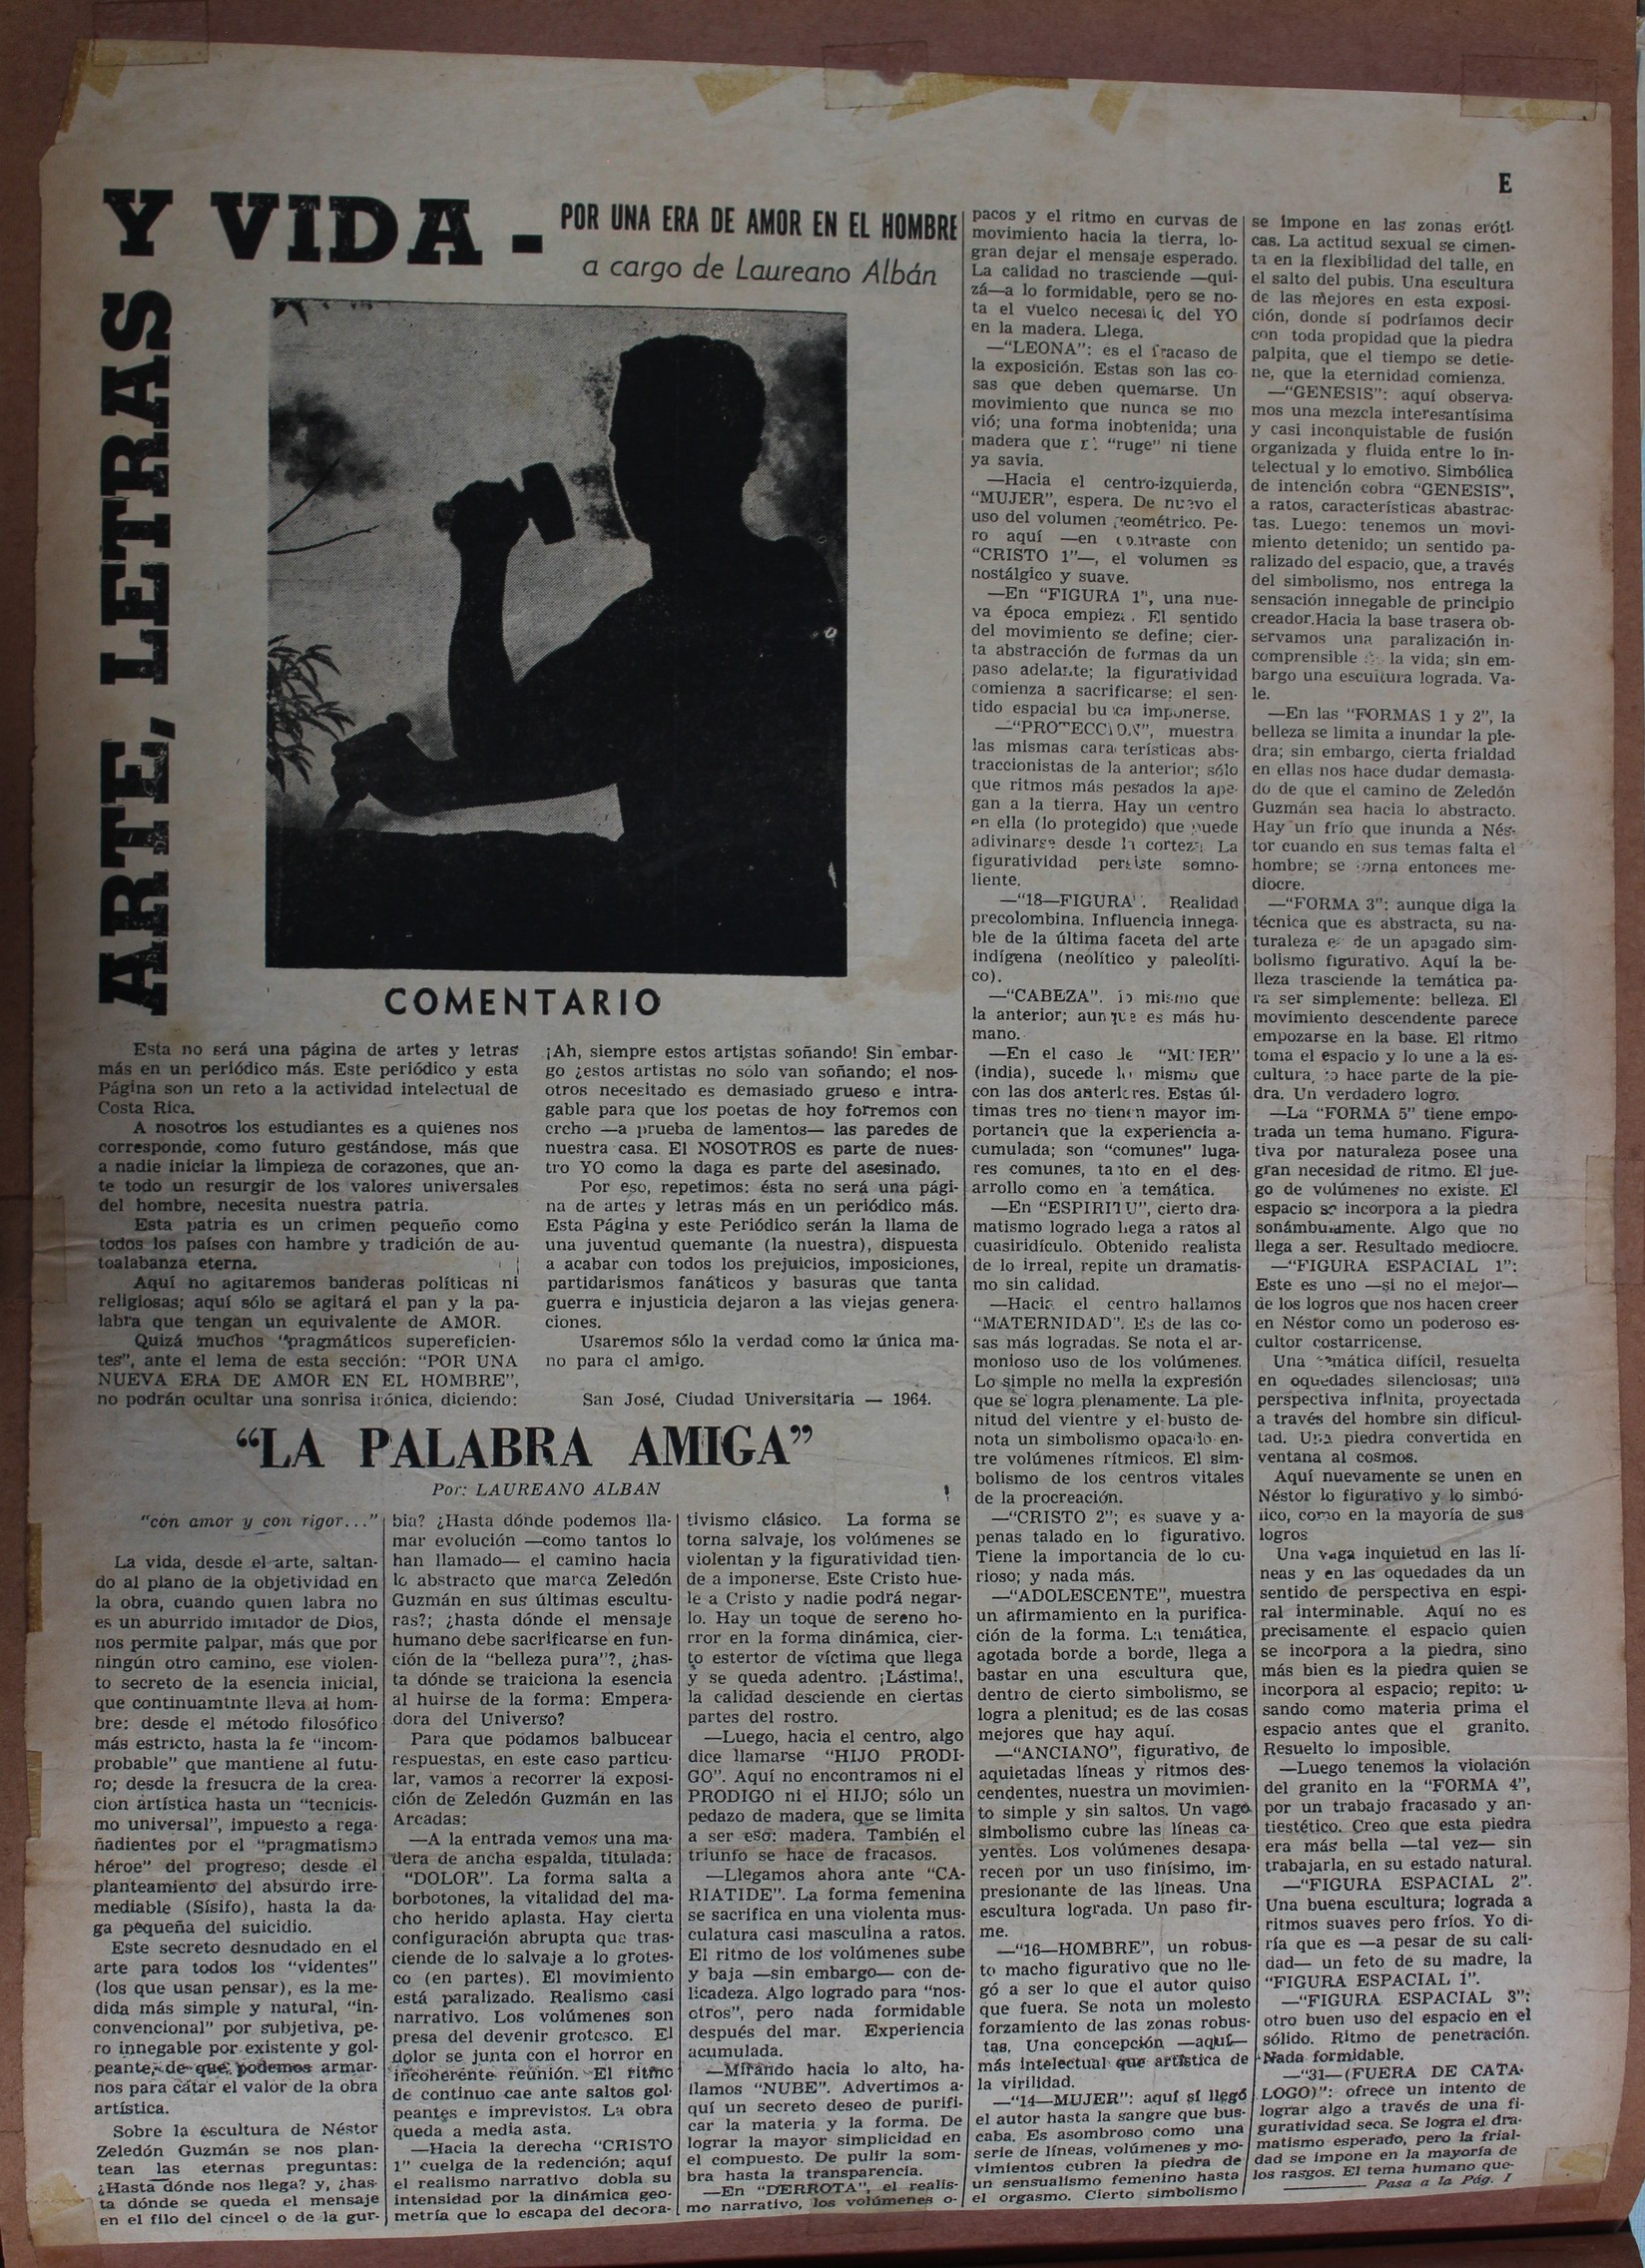 E
ARTE, LETRAS
Y VIDA -
POR UNA ERA DE AMOR EN EL HOMBRE
a cargo de Laureano Albán
COMENTARIO
Esta no será una página de artes y letras
más en un periódico más. Este periódico y esta
Página son un reto a la actividad intelectual de
Costa Rica.
A nosotros los estudiantes es a quienes nos
corresponde, como futuro gestándose, más que
a nadie iniciar la limpieza de corazones, que an-
te todo un resurgir de los valores universales
del hombre, necesita nuestra patria.
Esta patria es un crimen pequeño como
todos los países con hambre y tradición de au-
toalabanza eterna.
Aquí no agitaremos banderas políticas ni
religiosas; aquí sólo se agitará el pan y la pa-
labra que tengan un equivalente de AMOR.
Quizá muchos "pragmáticos supereficien-
tes", ante el lema de esta sección: "POR UNA
NUEVA ERA DE AMOR EN EL HOMBRE",
no podrán ocultar una sonrisa irónica, diciendo:
¡Ah, siempre estos artistas soñando! Sin embar-
go ¿estos artistas no sólo van soñando; el nos-
otros necesitado es demasiado grueso e intra-
gable para que los poetas de hoy forremos con
crcho —a prueba de lamentos— las paredes de
nuestra casa. El NOSOTROS es parte de nues-
tro YO como la daga es parte del asesinado.
Por eso, repetimos: ésta no será una pági-
na de artes y letras más en un periódico más.
Esta Página y este Periódico serán la llama de
una juventud quemante (la nuestra), dispuesta
a acabar con todos los prejuicios, imposiciones,
partidarismos fanáticos y basuras que tanta
guerra e injusticia dejaron a las viejas genera-
ciones.
Usaremos sólo la verdad como la única ma-
no para el amigo.
San José, Ciudad Universitaria — 1964.
"LA PALABRA AMIGA"
Por: LAUREANO ALBAN
"con amor y con rigor..."
La vida, desde el arte, saltan-
do al plano de la objetividad en
la obra, cuando quien labra no
es un aburrido imitador de Dios,
nos permite palpar, más que por
ningún otro camino, ese violen-
to secreto de la esencia inicial,
que continuamtnte lleva al hom-
bre: desde el método filosófico
más estricto, hasta la fe "incom-
probable" que mantiene al futu-
ro; desde la fresucra de la crea-
cion artística hasta un "tecnicis-
mo universal", impuesto a rega-
ñadientes por el "pragmatismo
héroe" del progreso; desde el
planteamiento del absurdo irre-
mediable (Sísifo), hasta la da-
ga pequeña del suicidio.
Este secreto desnudado en el
arte para todos los "videntes"
(los que usan pensar), es la me-
dida más simple y natural, "in-
convencional" por subjetiva, pe-
ro innegable por existente y gol-
peante, de que podemos armar-
nos para catar el valor de la obra
artística.
Sobre la escultura de Néstor
Zeledón Guzmán se nos plan-
tean las eternas preguntas:
¿Hasta dónde nos llega? y, ¿has-
ta dónde se queda el mensaje
en el filo del cincel o de la gur-
bia? ¿Hasta dónde podemos lla-
mar evolución —como tantos lo
han llamado— el camino hacia
lo abstracto que marca Zeledón
Guzmán en sus últimas escultu-
ras?; ¿hasta dónde el mensaje
humano debe sacrificarse en fun-
ción de la "belleza pura"?, ¿has-
ta dónde se traiciona la esencia
al huirse de la forma: Empera-
dora del Universo?
Para que podamos balbucear
respuestas, en este caso particu-
lar, vamos a recorrer la exposi-
ción de Zeledón Guzmán en las
Arcadas:
—A la entrada vemos una ma-
dera de ancha espalda, titulada:
"DOLOR". La forma salta a
borbotones, la vitalidad del ma-
cho herido aplasta. Hay cierta
configuración abrupta que tras-
ciende de lo salvaje a lo grotes-
co (en partes). El movimiento
está paralizado. Realismo casi
narrativo. Los volúmenes son
presa del devenir grotesco. El
dolor se junta con el horror en
incoherente reunión. El ritmo
de continuo cae ante saltos gol-
peantes e imprevistos. La obra
queda a media asta.
—Hacia la derecha "CRISTO
1" cuelga de la redención; aquí
el realismo narrativo dobla su
intensidad por la dinámica geo-
metría que lo escapa del decora-
tivismo clásico. La forma se
torna salvaje, los volúmenes se
violentan y la figuratividad tien-
de a imponerse. Este Cristo hue-
le a Cristo y nadie podrá negar-
lo. Hay un toque de sereno ho-
rror en la forma dinámica, cier-
to estertor de víctima que llega
y se queda adentro. ¡Lástima!,
la calidad desciende en ciertas
partes del rostro.
—Luego, hacia el centro, algo
dice llamarse "HIJO PRODI-
GO". Aquí no encontramos ni el
PRODIGO ni el HIJO; sólo un
pedazo de madera, que se limita
a ser eso: madera. También el
triunfo se hace de fracasos.
—Llegamos ahora ante "CA-
RIATIDE". La forma femenina
se sacrifica en una violenta mus-
culatura casi masculina a ratos.
El ritmo de los volúmenes sube
y baja —sin embargo— con de-
licadeza. Algo logrado para "nos-
otros", pero nada formidable
después del mar. Experiencia
acumulada.
—Mirando hacia lo alto, ha-
llamos "NUBE". Advertimos a-
quí un secreto deseo de purifi-
car la materia y la forma. De
lograr la mayor simplicidad en
el compuesto. De pulir la som-
bra hasta la transparencia.
—En "DERROTA", el realis-
mo narrativo, los volúmenes o-
pacos y el ritmo en curvas de
movimiento hacia la tierra, lo-
gran dejar el mensaje esperado.
La calidad no trasciende —qui-
zá—a lo formidable, pero se no-
ta el vuelco del YO
en la madera. Llega.
—"LEONA": es el fracaso de
la exposición. Estas son las co-
sas que deben quemarse. Un
movimiento que nunca se mo
vió; una forma inobtenida; una
madera que "ruge" ni tiene
ya savia.
—Hacia el centro-izquierda,
"MUJER", espera. De nuevo el
uso del volumen geométrico. Pe-
ro aquí —en contraste con
"CRISTO 1"—, el volumen es
nostálgico y suave.
—En "FIGURA 1", una nue-
va época empieza. El sentido
del movimiento se define; cier-
ta abstracción de formas da un
paso adelante; la figuratividad
comienza a sacrificarse: el sen-
tido espacial busca imponerse.
—"PROTECCION", muestra
las mismas características abs-
traccionistas de la anterior; sólo
que ritmos más pesados la ape-
gan a la tierra. Hay un centro
en ella (lo protegido) que puede
adivinarse desde la corteza. La
figuratividad persiste somno-
liente.
—"18—FIGURA". Realidad
precolombina. Influencia innega-
ble de la última faceta del arte
indígena (neolítico y paleolíti-
co).
—"CABEZA". lo mismo que
la anterior; aunque es más hu-
mano.
—En el caso de "MUJER"
(india), sucede lo mismo que
con las dos anteriores. Estas úl-
timas tres no tienen mayor im-
portancia que la experiencia a-
cumulada; son "comunes" luga-
res comunes, tanto en el des-
arrollo como en la temática.
—En "ESPIRITU", cierto dra-
matismo logrado llega a ratos al
cuasiridículo. Obtenido realista
de lo irreal, repite un dramatis-
mo sin calidad.
—Hacia el centro hallamos
"MATERNIDAD". Es de las co-
sas más logradas. Se nota el ar-
monioso uso de los volúmenes.
Lo simple no mella la expresión
que se logra plenamente. La ple-
nitud del vientre y el busto de-
nota un simbolismo opacado en-
tre volúmenes rítmicos. El sim-
bolismo de los centros vitales
de la procreación.
—"CRISTO 2"; es suave y a-
penas talado en lo figurativo.
Tiene la importancia de lo cu-
rioso; y nada más.
—"ADOLESCENTE", muestra
un afirmamiento en la purifica-
ción de la forma. La temática,
agotada borde a borde, llega a
bastar en una escultura que,
dentro de cierto simbolismo, se
logra a plenitud; es de las cosas
mejores que hay aquí.
—"ANCIANO", figurativo, de
aquietadas líneas y ritmos des-
cendentes, nuestra un movimien-
to simple y sin saltos. Un vago
simbolismo cubre las líneas ca-
yentes. Los volúmenes desapa-
recen por un uso finísimo, im-
presionante de las líneas. Una
escultura lograda. Un paso fir-
me.
—"16—HOMBRE", un robus-
to macho figurativo que no lle-
gó a ser lo que el autor quiso
que fuera. Se nota un molesto
forzamiento de las zonas robus-
tas. Una concepción —aquí—
más intelectual que artística de
la virilidad.
—"14—MUJER": aquí sí llegó
el autor hasta la sangre que bus-
caba. Es asombroso como una
serie de líneas, volúmenes y mo-
vimientos cubren la piedra de
un sensualismo femenino hasta
el orgasmo. Cierto simbolismo
se impone en las zonas eróti-
cas. La actitud sexual se cimen-
ta en la flexibilidad del talle, en
el salto del pubis. Una escultura
de las mejores en esta exposi-
ción, donde sí podríamos decir
con toda propidad que la piedra
palpita, que el tiempo se detie-
ne, que la eternidad comienza.
—"GENESIS": aquí observa-
mos una mezcla interesantísima
y casi inconquistable de fusión
organizada y fluida entre lo in-
telectual y lo emotivo. Simbólica
de intención cobra "GENESIS",
a ratos, características abastrac-
tas. Luego: tenemos un movi-
miento detenido; un sentido pa-
ralizado del espacio, que, a través
del simbolismo, nos entrega la
sensación innegable de principio
creador.Hacia la base trasera ob-
servamos una paralización in-
comprensible la vida; sin em-
bargo una escultura lograda. Va-
le.
—En las "FORMAS 1 y 2", la
belleza se limita a inundar la pie-
dra; sin embargo, cierta frialdad
en ellas nos hace dudar demasia-
do de que el camino de Zeledón
Guzmán sea hacia lo abstracto.
Hay un frío que inunda a Nés-
tor cuando en sus temas falta el
hombre; se torna entonces me-
diocre.
—"FORMA 3": aunque diga la
técnica que es abstracta, su na-
turaleza es de un apagado sim-
bolismo figurativo. Aquí la be-
lleza trasciende la temática pa-
ra ser simplemente: belleza. El
movimiento descendente parece
empozarse en la base. El ritmo
toma el espacio y lo une a la es-
cultura, lo hace parte de la pie-
dra. Un verdadero logro.
—La "FORMA 5" tiene empo-
trada un tema humano. Figura-
tiva por naturaleza posee una
gran necesidad de ritmo. El jue-
go de volúmenes no existe. El
espacio se incorpora a la piedra
sonámbulamente. Algo que no
llega a ser. Resultado mediocre.
—"FIGURA ESPACIAL 1":
Este es uno —si no el mejor—
de los logros que nos hacen creer
en Néstor como un poderoso es-
cultor costarricense.
Una temática difícil, resuelta
en oquedades silenciosas; una
perspectiva infinita, proyectada
a través del hombre sin dificul-
tad. Una piedra convertida en
ventana al cosmos.
Aquí nuevamente se unen en
Néstor lo figurativo y lo simbó-
lico, como en la mayoría de sus
logros
Una vaga inquietud en las lí-
neas y en las oquedades da un
sentido de perspectiva en espi-
ral interminable. Aquí no es
precisamente el espacio quien
se incorpora a la piedra, sino
más bien es la piedra quien se
incorpora al espacio; repito: u-
sando como materia prima el
espacio antes que el granito.
Resuelto lo imposible.
—Luego tenemos la violación
del granito en la "FORMA 4",
por un trabajo fracasado y an-
tiestético. Creo que esta piedra
era más bella —tal vez— sin
trabajarla, en su estado natural.
—"FIGURA ESPACIAL 2".
Una buena escultura; lograda a
ritmos suaves pero fríos. Yo di-
ría que es —a pesar de su cali-
dad— un feto de su madre, la
"FIGURA ESPACIAL 1".
—"FIGURA ESPACIAL 3":
otro buen uso del espacio en el
sólido. Ritmo de penetración.
Nada formidable.
—"31—(FUERA DE CATA-
LOGO)": ofrece un intento de
lograr algo a través de una fi-
guratividad seca. Se logra el dra-
matismo esperado, pero la frial-
dad se impone en la mayoría de
los rasgos. El tema humano que-
Pasa a la Pág. I